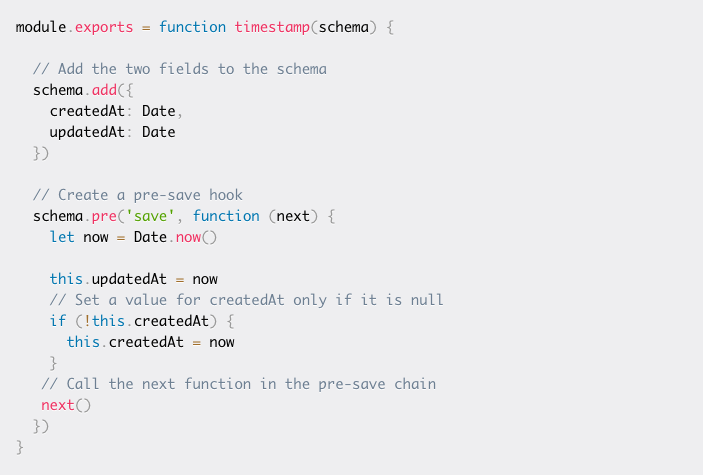 module.exports = function timestamp(schema) {

  // Add the two fields to the schema
  schema.add({
    createdAt: Date,
    updatedAt: Date
  })

  // Create a pre-save hook
  schema.pre('save', function (next) {
    let now = Date.now()

    this.updatedAt = now
    // Set a value for createdAt only if it is null
    if (!this.createdAt) {
      this.createdAt = now
    }
   // Call the next function in the pre-save chain
   next()
  })
}